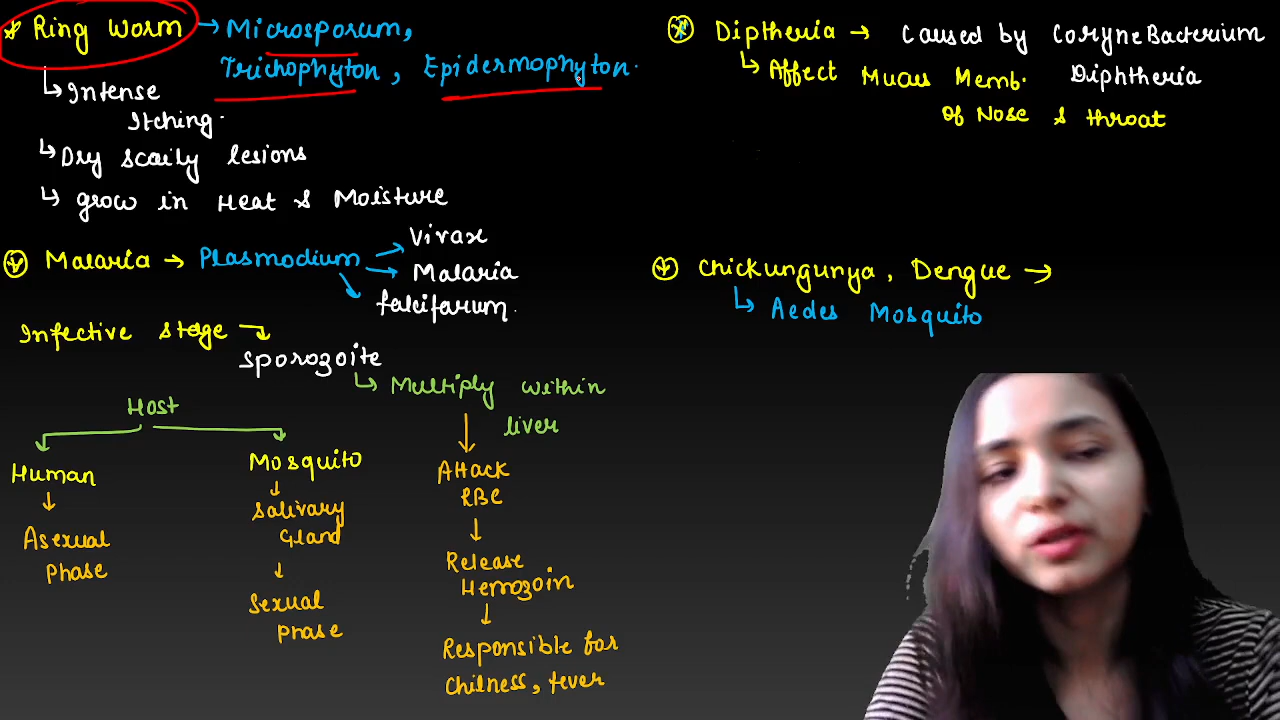 Ring Worm → Microsporum,
Trichophyton, Epidermophyton.
↳ Intense
Itching.
↳ Dry scaily lesions
↳ grow in Heat & Moisture
Malaria → Plasmodium → Vivax
→ Malaria
→ falcifarum.
Infective stage →
Sporozoite
↳ Multiply within
liver
Host
Human
↓
Asexual
Phase
Mosquito
↓
Salivary
Gland
↓
Sexual
Phase
↓
Attack
RBC
↓
Release
Hemozoin
↓
Responsible for
Chilness, fever
Diptheria → Caused by CoryneBacterium
Diphtheria
↳ Affect Mucus Memb.
Of Nose & throat
Chickungunya, Dengue →
↳ Aedes Mosquito